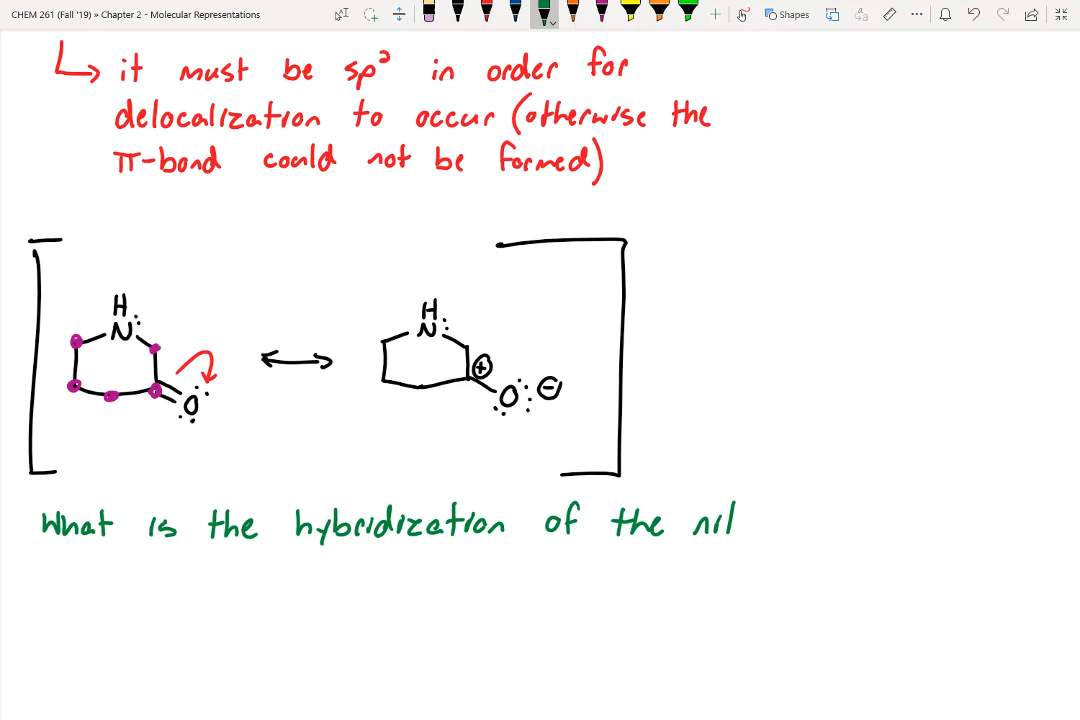 CHEM 261 (Fall '19) » Chapter 2 - Molecular Representations
Shapes
it must be sp² in order for
delocalization to occur (otherwise the
π-bond could not be formed)
H H
N: N:
⊕
O O: ⊖
What is the hybridization of the nil